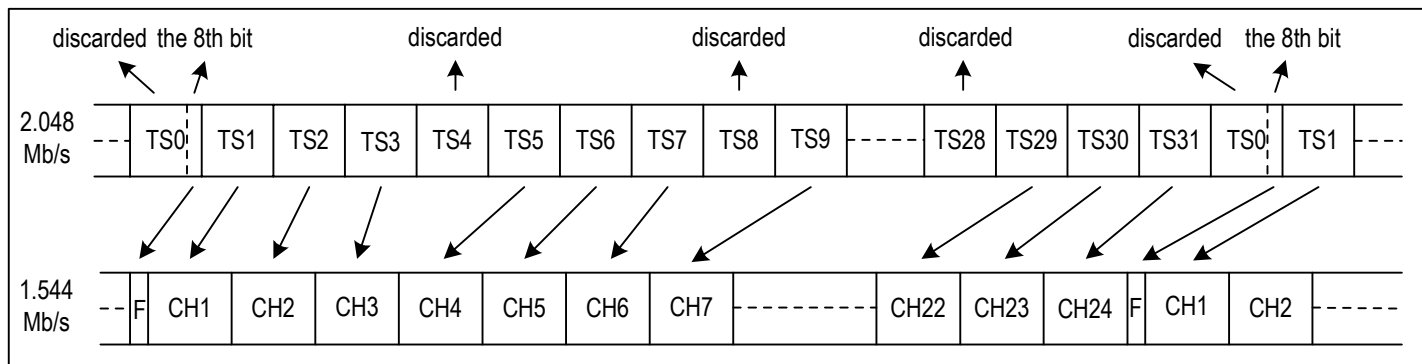 discarded the 8th bit discarded discarded discarded discarded the 8th bit
2.048
Mb/s
TS0 TS1 TS2 TS3 TS4 TS5 TS6 TS7 TS8 TS9 TS28 TS29 TS30 TS31 TS0 TS1
1.544
Mb/s
F CH1 CH2 CH3 CH4 CH5 CH6 CH7 CH22 CH23 CH24 F CH1 CH2